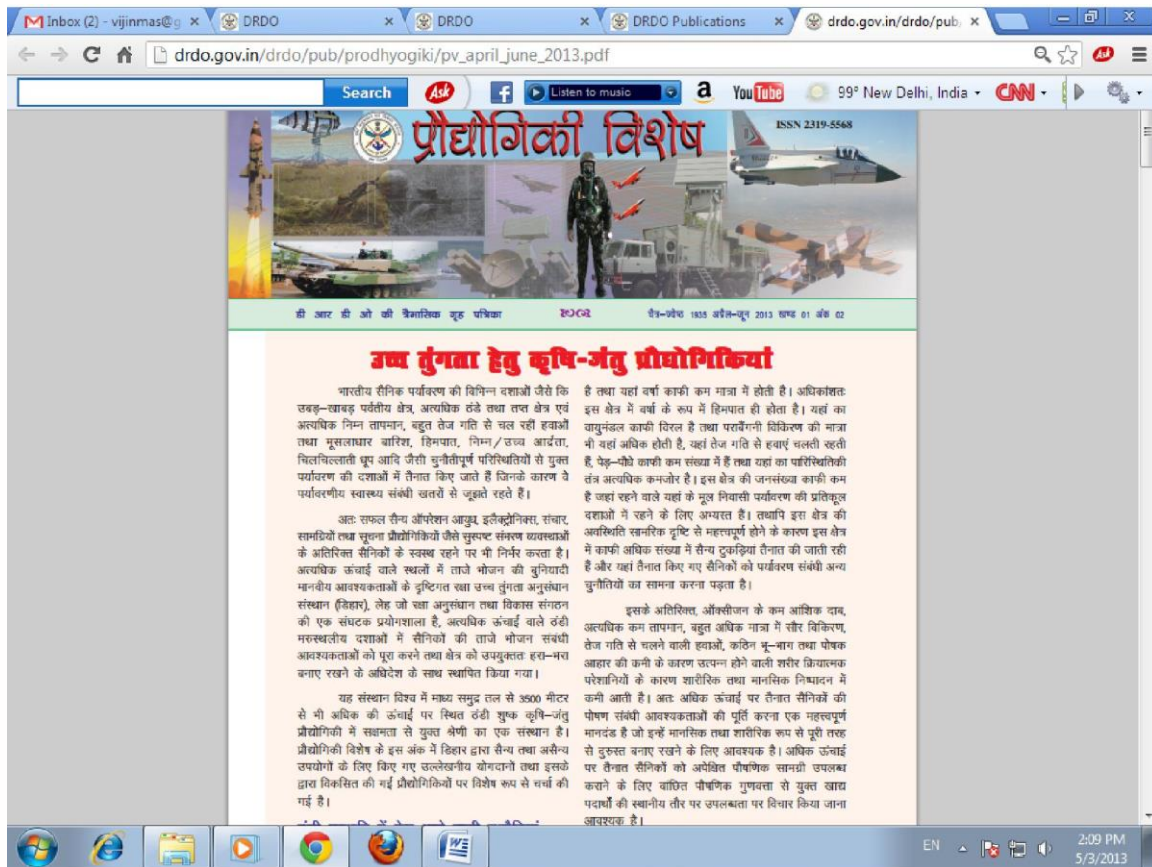 Inbox (2) - vijinmas@g
DRDO
DRDO
DRDO Publications
drdo.gov.in/drdo/pub,
drdo.gov.in/drdo/pub/prodhyogiki/pv_april_june_2013.pdf
Search
Ask
Listen to music
a
YouTube
99° New Delhi, India
CNN
Ask
प्रौद्योगिकी विशेष
ISSN 2319-5568
डी आर डी ओ की त्रैमासिक गृह पत्रिका
चैत्र-ज्येष्ठ 1935 अप्रैल-जून 2013 खण्ड 01 अंक 02
उच्च तुंगता हेतु कृषि-जंतु प्रौद्योगिकियां
भारतीय सैनिक पर्यावरण की विभिन्न दशाओं जैसे कि
उबड़-खाबड़ पर्वतीय क्षेत्र, अत्यधिक ठंडे तथा तप्त क्षेत्र एवं
अत्यधिक निम्न तापमान, बहुत तेज गति से चल रहीं हवाओं
तथा मूसलाधार बारिश, हिमपात, निम्न/उच्च आर्द्रता,
चिलचिल्लाती धूप आदि जैसी चुनौतीपूर्ण परिस्थितियों से युक्त
पर्यावरण की दशाओं में तैनात किए जाते हैं जिनके कारण वे
पर्यावरणीय स्वास्थ्य संबंधी खतरों से जूझते रहते हैं।
अतः सफल सैन्य ऑपरेशन आयुध, इलैक्ट्रोनिक्स, संचार,
सामग्रियों तथा सूचना प्रौद्योगिकियों जैसे सुस्पष्ट संभरण व्यवस्थाओं
के अतिरिक्त सैनिकों के स्वस्थ रहने पर भी निर्भर करता है।
अत्यधिक ऊंचाई वाले स्थलों में ताजे भोजन की बुनियादी
मानवीय आवश्यकताओं के दृष्टिगत रक्षा उच्च तुंगता अनुसंधान
संस्थान (डिहार), लेह जो रक्षा अनुसंधान तथा विकास संगठन
की एक संघटक प्रयोगशाला है, अत्यधिक ऊंचाई वाले ठंडी
मरुस्थलीय दशाओं में सैनिकों की ताजे भोजन संबंधी
आवश्यकताओं को पूरा करने तथा क्षेत्र को उपयुक्ततः हरा-भरा
बनाए रखने के अधिदेश के साथ स्थापित किया गया।
यह संस्थान विश्व में माध्य समुद्र तल से 3500 मीटर
से भी अधिक की ऊंचाई पर स्थित ठंडी शुष्क कृषि-जंतु
प्रौद्योगिकी में सक्षमता से युक्त श्रेणी का एक संस्थान है।
प्रौद्योगिकी विशेष के इस अंक में डिहार द्वारा सैन्य तथा असैन्य
उपयोगों के लिए किए गए उल्लेखनीय योगदानों तथा इसके
द्वारा विकसित की गई प्रौद्योगिकियों पर विशेष रूप से चर्चा की
गई है।
है तथा यहां वर्षा काफी कम मात्रा में होती है। अधिकांशतः
इस क्षेत्र में वर्षा के रूप में हिमपात ही होता है। यहां का
वायुमंडल काफी विरल है तथा पराबैंगनी विकिरण की मात्रा
भी यहां अधिक होती है, यहां तेज गति से हवाएं चलती रहती
हैं, पेड़-पौधे काफी कम संख्या में हैं तथा यहां का पारिस्थितिकी
तंत्र अत्यधिक कमजोर है। इस क्षेत्र की जनसंख्या काफी कम
है जहां रहने वाले यहां के मूल निवासी पर्यावरण की प्रतिकूल
दशाओं में रहने के लिए अभ्यस्त हैं। तथापि इस क्षेत्र की
अवस्थिति सामरिक दृष्टि से महत्त्वपूर्ण होने के कारण इस क्षेत्र
में काफी अधिक संख्या में सैन्य टुकड़ियां तैनात की जाती रही
हैं और यहां तैनात किए गए सैनिकों को पर्यावरण संबंधी अन्य
चुनौतियों का सामना करना पड़ता है।
इसके अतिरिक्त, ऑक्सीजन के कम आंशिक दाब,
अत्यधिक कम तापमान, बहुत अधिक मात्रा में सौर विकिरण,
तेज गति से चलने वाली हवाओं, कठिन भू-भाग तथा पोषक
आहार की कमी के कारण उत्पन्न होने वाली शरीर क्रियात्मक
परेशानियों के कारण शारीरिक तथा मानसिक निष्पादन में
कमी आती है। अतः अधिक ऊंचाई पर तैनात सैनिकों की
पोषण संबंधी आवश्यकताओं की पूर्ति करना एक महत्त्वपूर्ण
मानदंड है जो इन्हें मानसिक तथा शारीरिक रूप से पूरी तरह
से दुरुस्त बनाए रखने के लिए आवश्यक है। अधिक ऊंचाई
पर तैनात सैनिकों को अपेक्षित पौषणिक सामग्री उपलब्ध
कराने के लिए वांछित पौषणिक गुणवत्ता से युक्त खाद्य
पदार्थों की स्थानीय तौर पर उपलब्धता पर विचार किया जाना
आवश्यक है।
EN
2:09 PM
5/3/2013